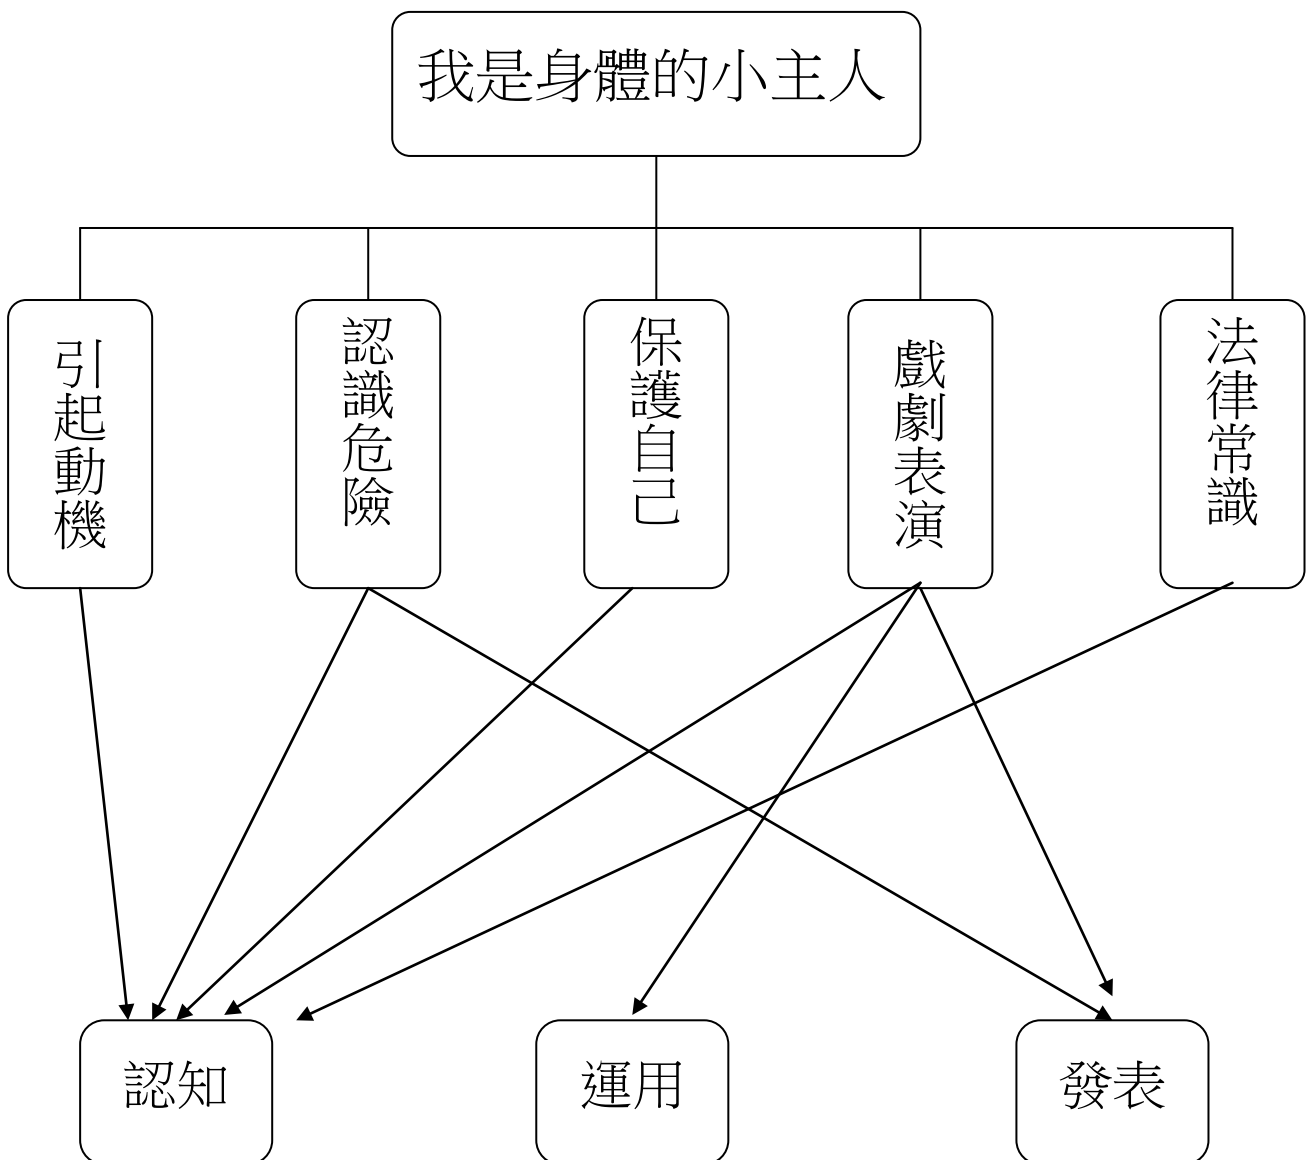 我是身體的小主人
引起動機
認識危險
保護自己
戲劇表演
法律常識
認知
運用
發表